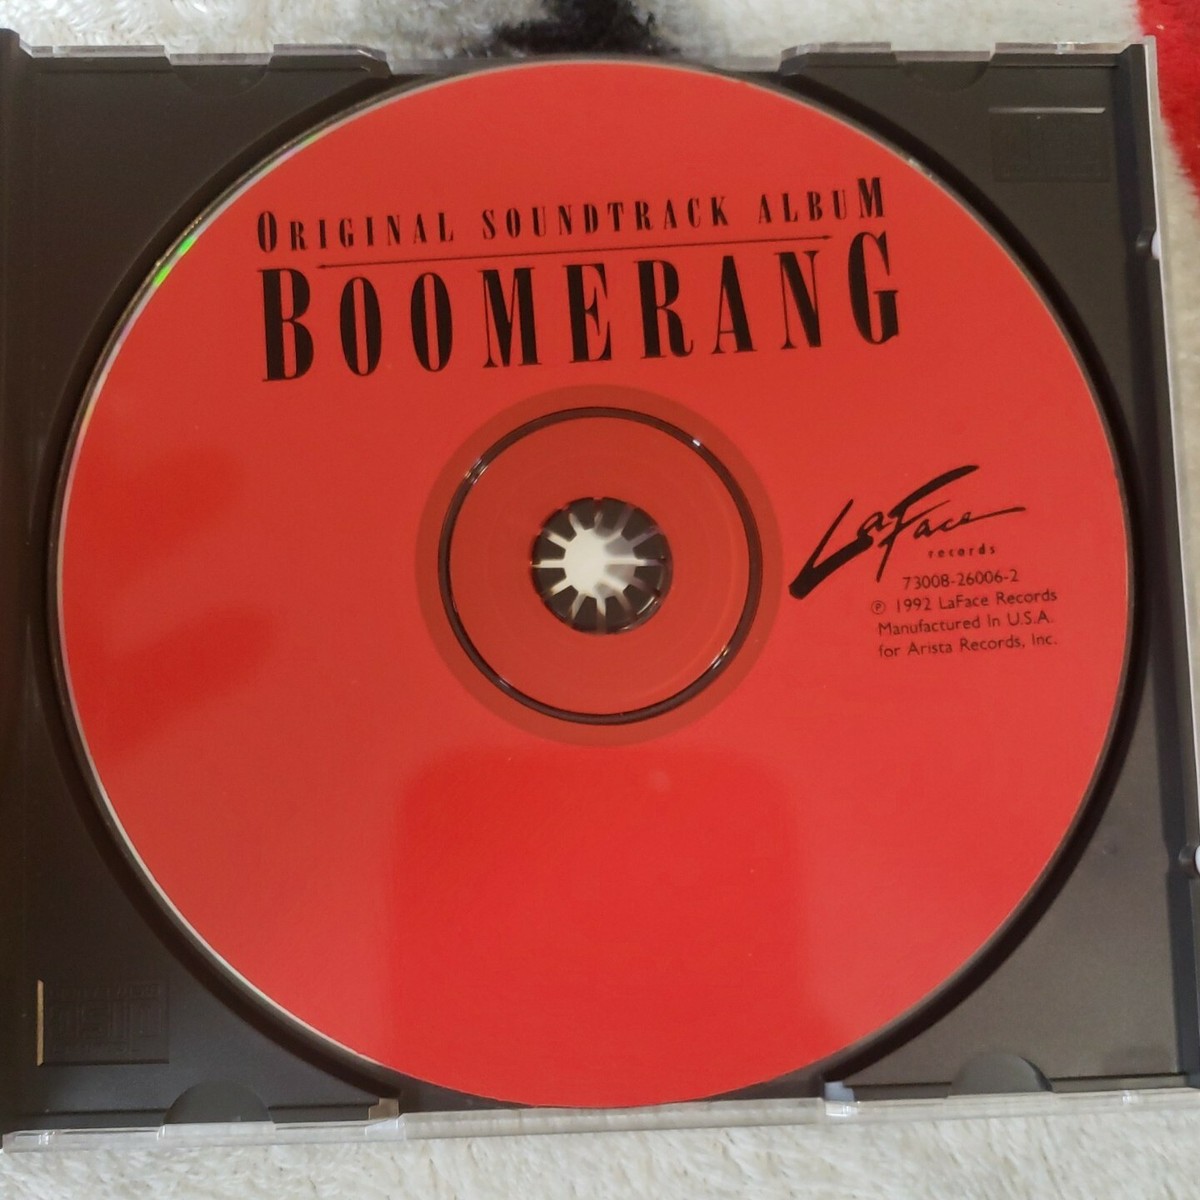 ORIGINAL SOUNDTRACK ALBUM
BOOMERANG
LaFace
records
73008-26006-2
℗ 1992 LaFace Records
Manufactured In U.S.A.
for Arista Records, Inc.